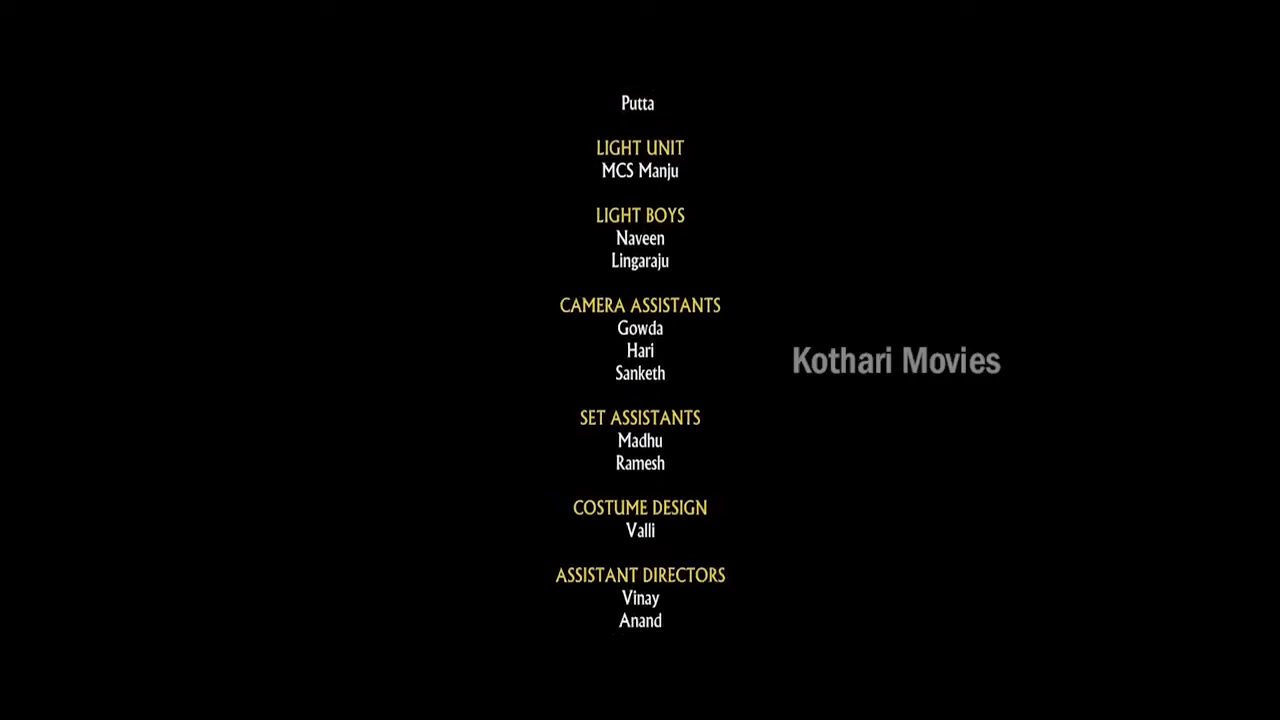 Putta
LIGHT UNIT
MCS Manju
LIGHT BOYS
Naveen
Lingaraju
CAMERA ASSISTANTS
Gowda
Hari
Sanketh
Kothari Movies
SET ASSISTANTS
Madhu
Ramesh
COSTUME DESIGN
Valli
ASSISTANT DIRECTORS
Vinay
Anand